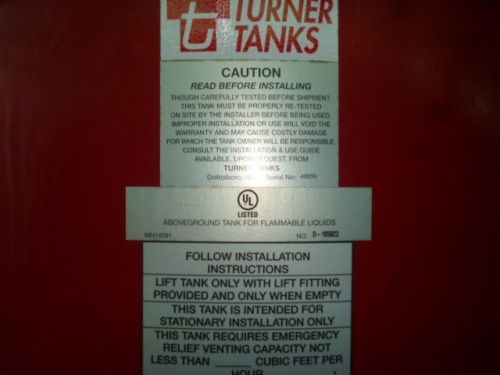 TURNER
TANKS
CAUTION
READ BEFORE INSTALLING
THOUGH CAREFULLY TESTED BEFORE SHIPMENT,
THIS TANK MUST BE PROPERLY RE-TESTED
ON SITE BY THE INSTALLER BEFORE BEING USED.
IMPROPER INSTALLATION OR USE WILL VOID THE
WARRANTY AND MAY CAUSE COSTLY DAMAGE
FOR WHICH THE TANK OWNER WILL BE RESPONSIBLE.
CONSULT THE INSTALLATION & USE GUIDE
AVAILABLE, UPON REQUEST, FROM
TURNER TANKS
Goldsboro, Serial No:
UL
LISTED
ABOVEGROUND TANK FOR FLAMMABLE LIQUIDS
MH14591 NO.
FOLLOW INSTALLATION
INSTRUCTIONS
LIFT TANK ONLY WITH LIFT FITTING
PROVIDED AND ONLY WHEN EMPTY
THIS TANK IS INTENDED FOR
STATIONARY INSTALLATION ONLY
THIS TANK REQUIRES EMERGENCY
RELIEF VENTING CAPACITY NOT
LESS THAN ______ CUBIC FEET PER
HOUR